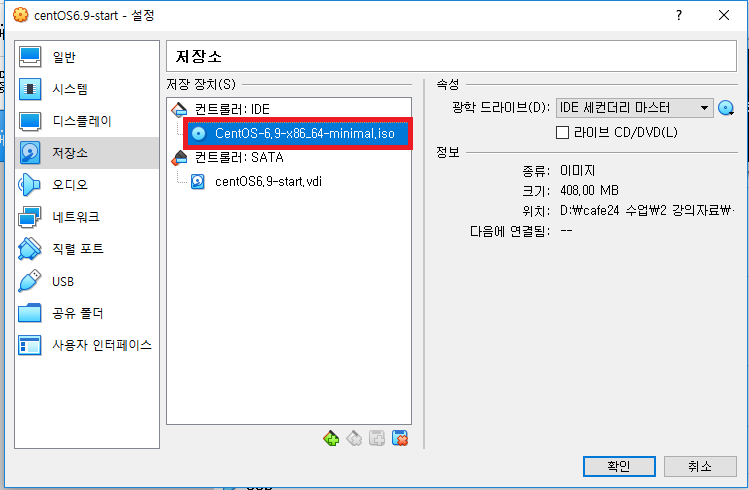 centOS6.9-start - 설정
일반
시스템
디스플레이
저장소
오디오
네트워크
직렬 포트
USB
공유 폴더
사용자 인터페이스
저장소
저장 장치(S)
컨트롤러: IDE
CentOS-6.9-x86_64-minimal.iso
컨트롤러: SATA
centOS6.9-start.vdi
속성
광학 드라이브(D): IDE 세컨더리 마스터
라이브 CD/DVD(L)
정보
종류: 이미지
크기: 408.00 MB
위치: D:₩cafe24 수업₩2 강의자료₩
다음에 연결됨: --
확인
취소